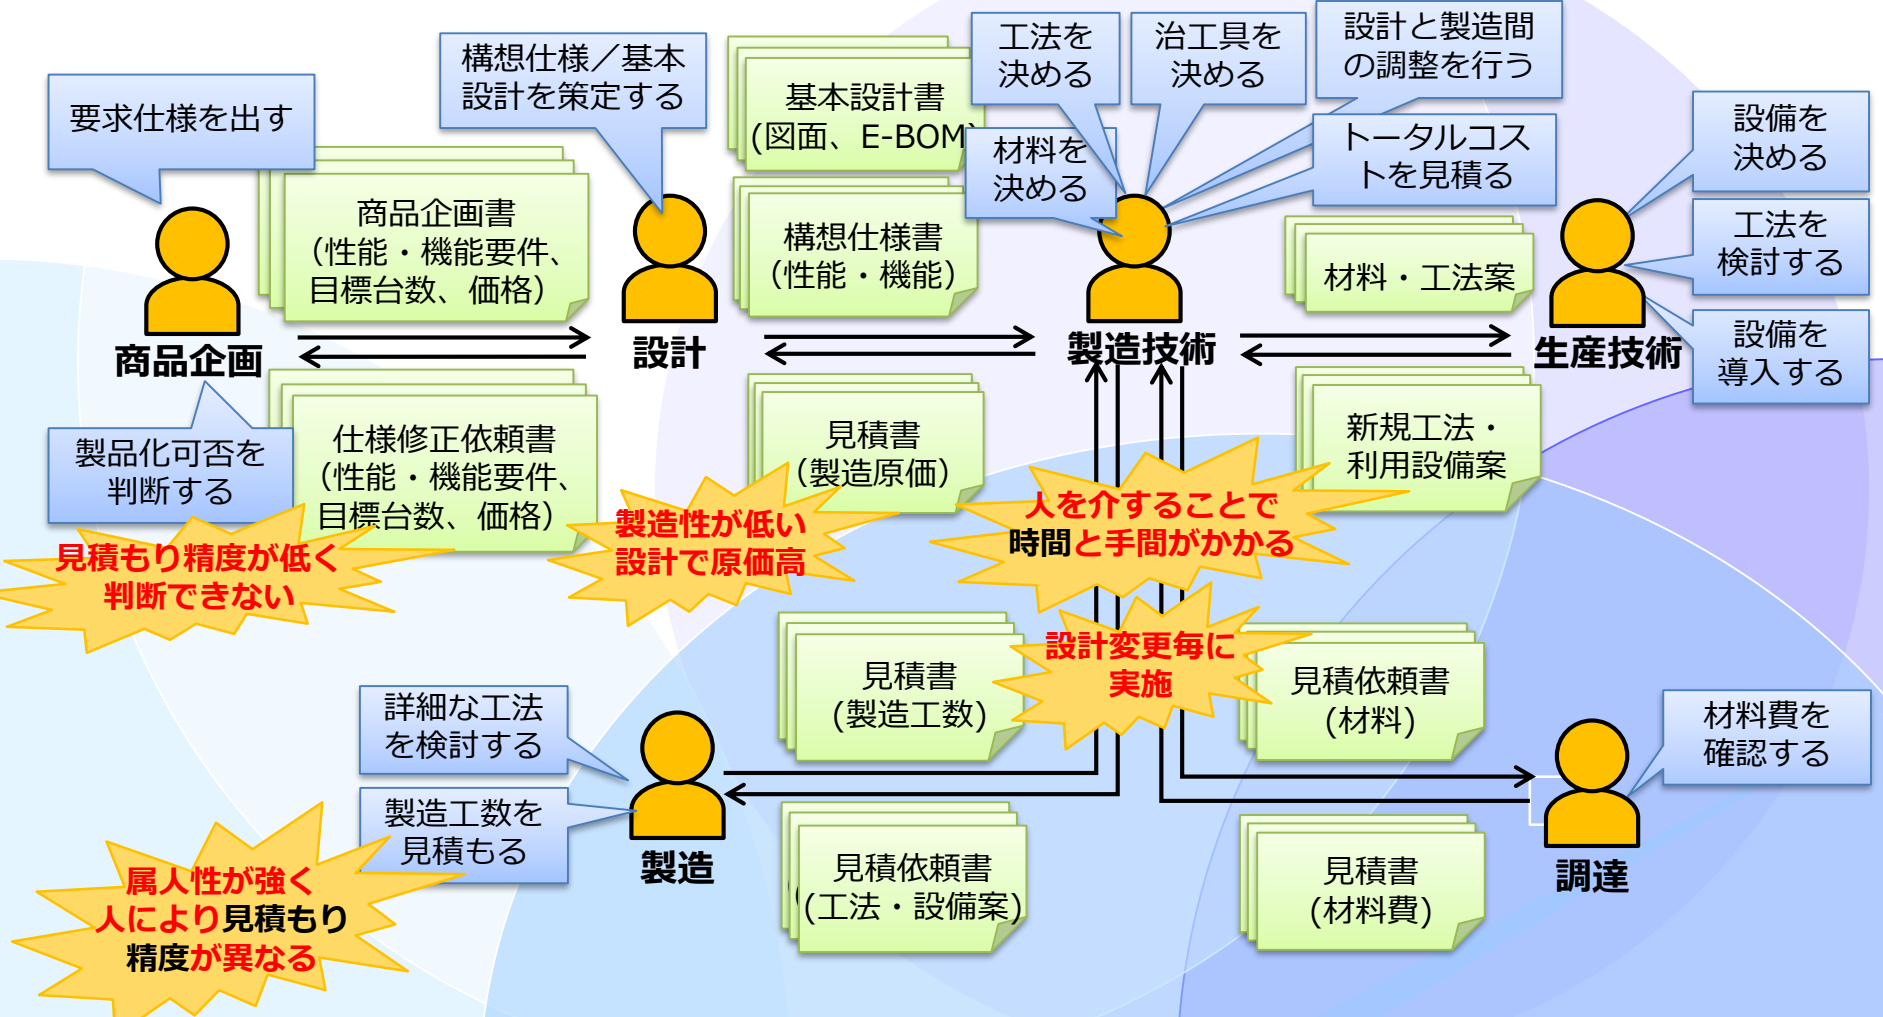 要求仕様を出す
構想仕様／基本
設計を策定する
基本設計書
(図面、E-BOM)
工法を
決める
治工具を
決める
設計と製造間
の調整を行う
トータルコス
トを見積る
材料を
決める
設備を
決める
工法を
検討する
設備を
導入する
商品企画書
（性能・機能要件、
目標台数、価格）
構想仕様書
（性能・機能）
材料・工法案
商品企画
設計
製造技術
生産技術
製品化可否を
判断する
仕様修正依頼書
（性能・機能要件、
目標台数、価格）
見積書
（製造原価）
新規工法・
利用設備案
見積もり精度が低く
判断できない
製造性が低い
設計で原価高
人を介することで
時間と手間がかかる
設計変更毎に
実施
見積書
(製造工数)
見積依頼書
(材料)
詳細な工法
を検討する
製造工数を
見積もる
製造
材料費を
確認する
調達
見積依頼書
(工法・設備案)
見積書
(材料費)
属人性が強く
人により見積もり
精度が異なる